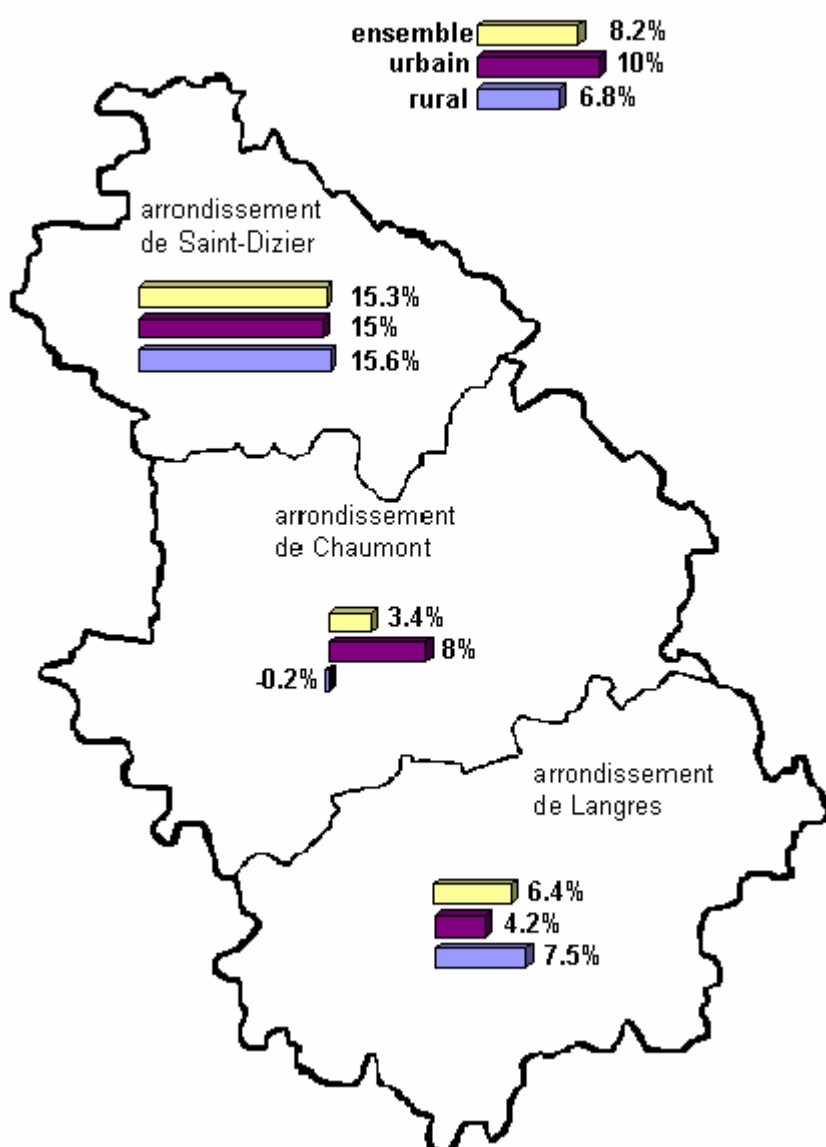 ensemble 8.2%
urbain 10%
rural 6.8%
arrondissement
de Saint-Dizier
15.3%
15%
15.6%
arrondissement
de Chaumont
3.4%
8%
-0.2%
arrondissement
de Langres
6.4%
4.2%
7.5%